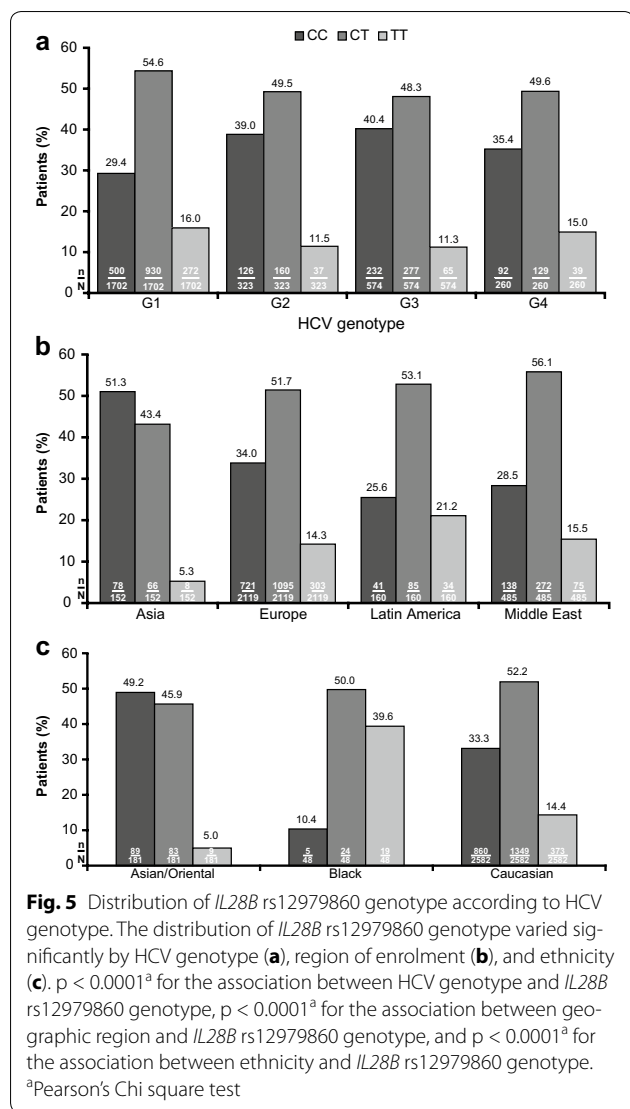 a
CC CT TT
Patients (%)
60
50
40
30
20
10
0
29.4 54.6 16.0 39.0 49.5 11.5 40.4 48.3 11.3 35.4 49.6 15.0
n 500 930 272 126 160 37 232 277 65 92 129 39
N 1702 1702 1702 323 323 323 574 574 574 260 260 260
G1 G2 G3 G4
HCV genotype
b
Patients (%)
60
50
40
30
20
10
0
51.3 43.4 5.3 34.0 51.7 14.3 25.6 53.1 21.2 28.5 56.1 15.5
n 78 66 8 721 1095 303 41 85 34 138 272 75
N 152 152 152 2119 2119 2119 160 160 160 485 485 485
Asia Europe Latin America Middle East
c
Patients (%)
60
50
40
30
20
10
0
49.2 45.9 5.0 10.4 50.0 39.6 33.3 52.2 14.4
n 89 83 9 5 24 19 860 1349 373
N 181 181 181 48 48 48 2582 2582 2582
Asian/Oriental Black Caucasian
Fig. 5 Distribution of IL28B rs12979860 genotype according to HCV
genotype. The distribution of IL28B rs12979860 genotype varied sig-
nificantly by HCV genotype (a), region of enrolment (b), and ethnicity
(c). p < 0.0001ᵃ for the association between HCV genotype and IL28B
rs12979860 genotype, p < 0.0001ᵃ for the association between geo-
graphic region and IL28B rs12979860 genotype, and p < 0.0001ᵃ for
the association between ethnicity and IL28B rs12979860 genotype.
ᵃPearson's Chi square test